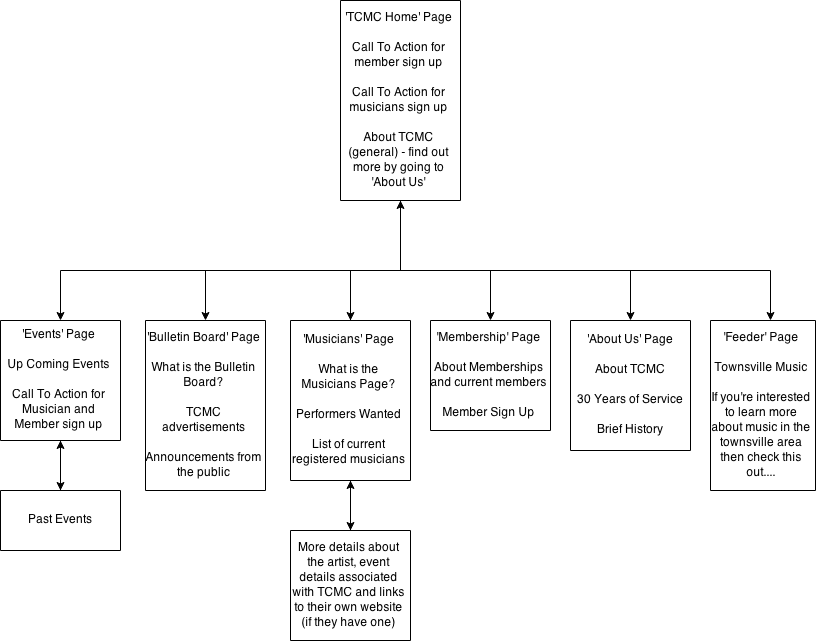 'TCMC Home' Page
Call To Action for
member sign up
Call To Action for
musicians sign up
About TCMC
(general) - find out
more by going to
'About Us'
'Events' Page
Up Coming Events
Call To Action for
Musician and
Member sign up
Past Events
'Bulletin Board' Page
What is the Bulletin
Board?
TCMC
advertisements
Announcements from
the public
'Musicians' Page
What is the
Musicians Page?
Performers Wanted
List of current
registered musicians
More details about
the artist, event
details associated
with TCMC and links
to their own website
(if they have one)
'Membership' Page
About Memberships
and current members
Member Sign Up
'About Us' Page
About TCMC
30 Years of Service
Brief History
'Feeder' Page
Townsville Music
If you're interested
to learn more
about music in the
townsville area
then check this
out....